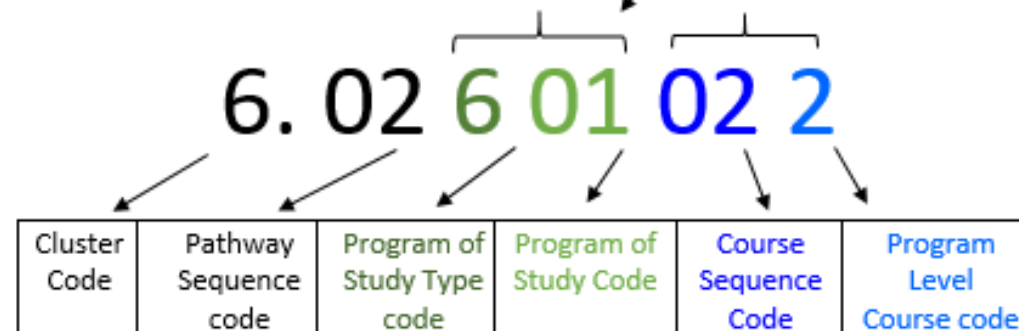 6. 02 6 01 02 2
Cluster Code
Pathway Sequence code
Program of Study Type code
Program of Study Code
Course Sequence Code
Program Level Course code